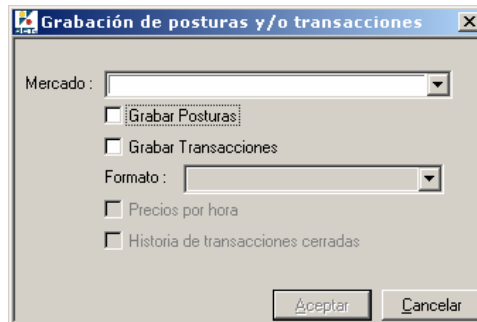 Grabación de posturas y/o transacciones
Mercado :
Grabar Posturas
Grabar Transacciones
Formato :
Precios por hora
Historia de transacciones cerradas
Aceptar Cancelar